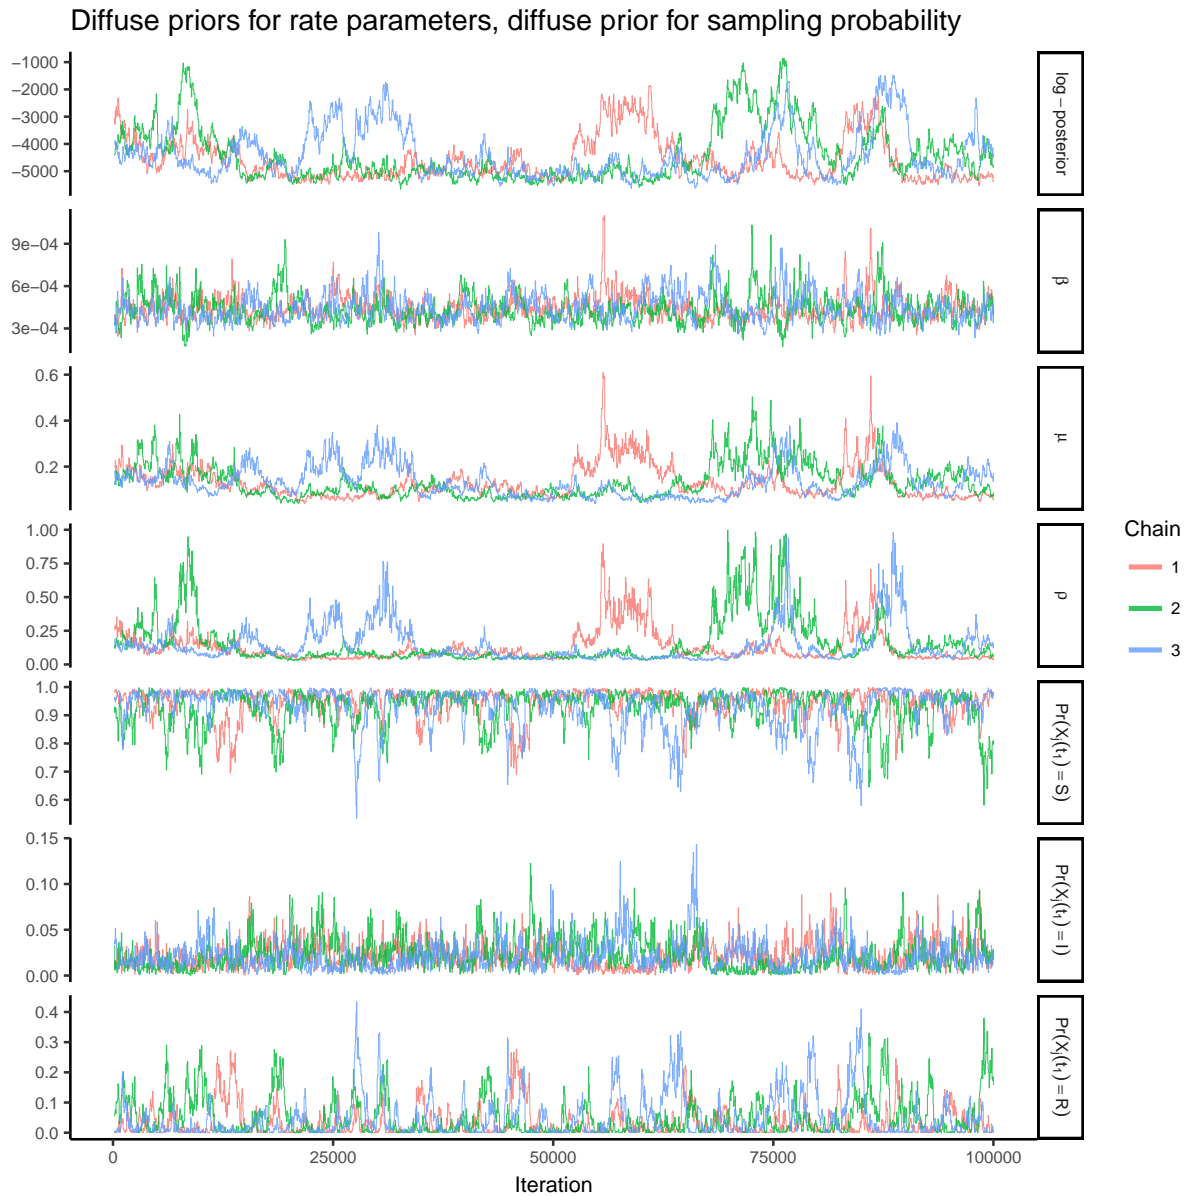 Diffuse priors for rate parameters, diffuse prior for sampling probability
−1000
−2000
−3000
−4000
−5000
log−posterior
9e−04
6e−04
3e−04
β
0.6
0.4
0.2
μ
1.00
0.75
0.50
0.25
0.00
ρ
1.0
0.9
0.8
0.7
0.6
Pr(Xj(t1) = S)
0.15
0.10
0.05
0.00
Pr(Xj(t1) = I)
0.4
0.3
0.2
0.1
0.0
Pr(Xj(t1) = R)
0 25000 50000 75000 100000
Iteration
Chain
1
2
3